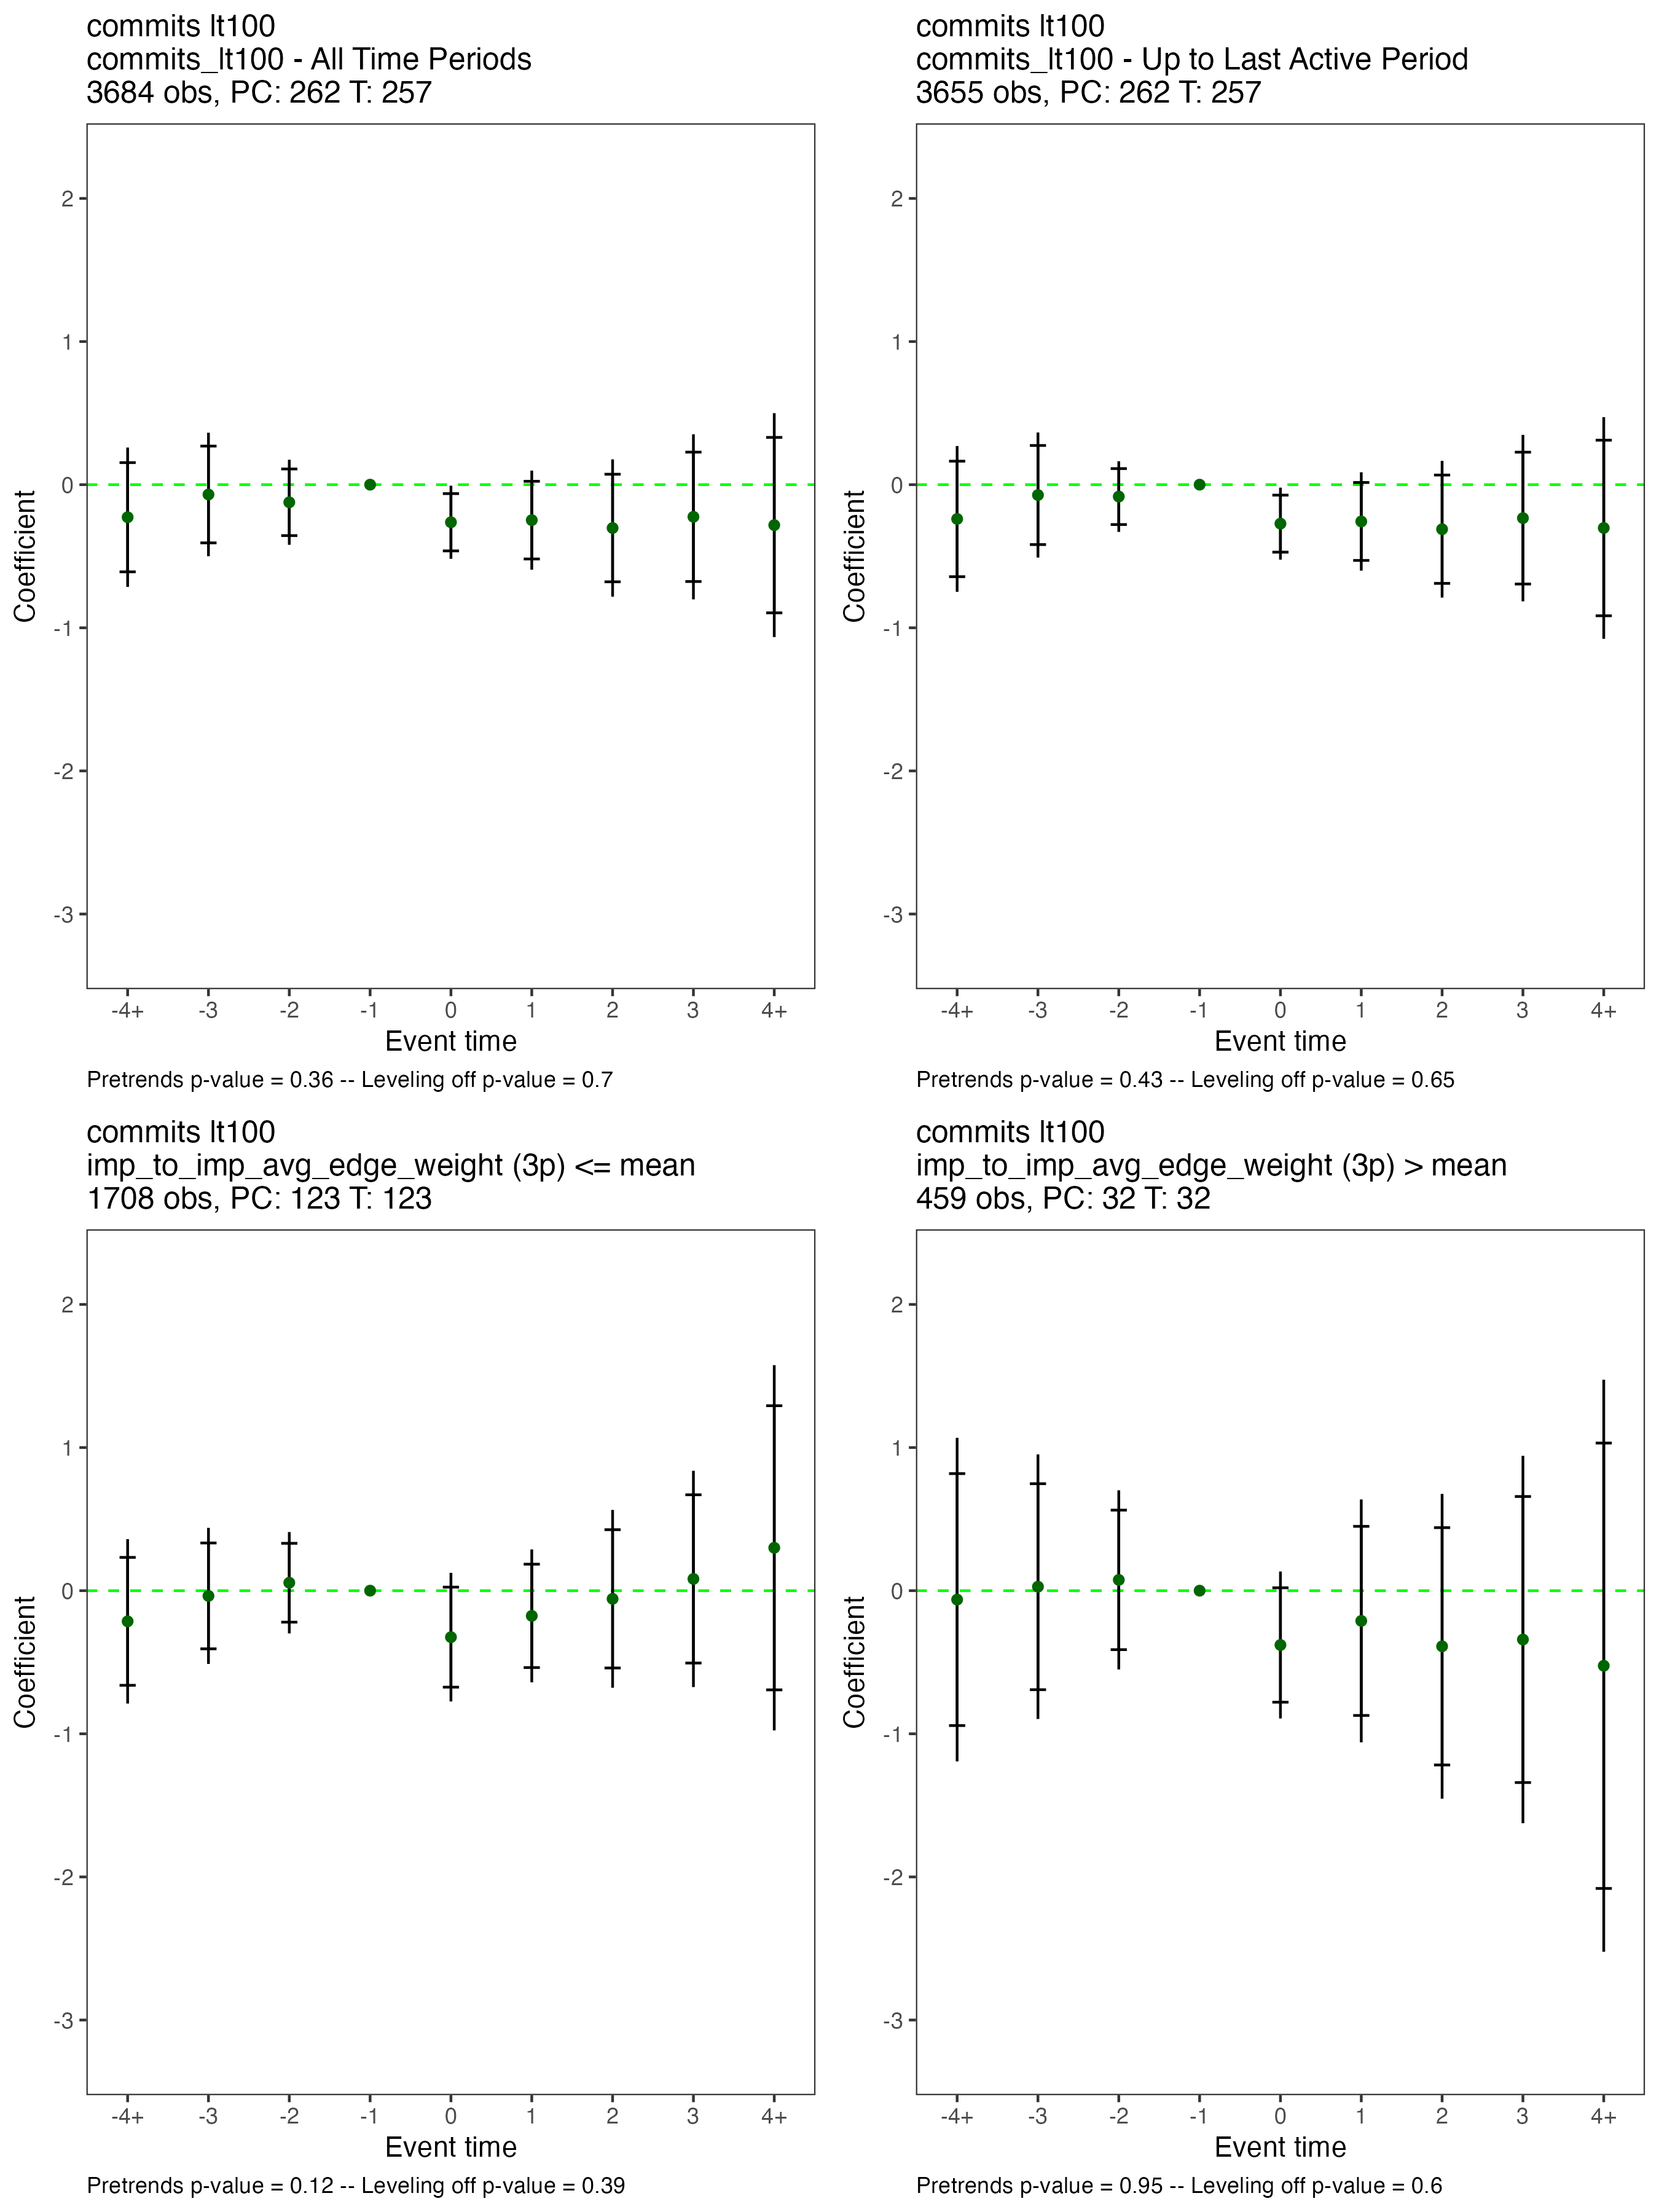 commits lt100
commits_lt100 - All Time Periods
3684 obs, PC: 262 T: 257
2
1
0
-1
-2
-3
Coefficient
-4+ -3 -2 -1 0 1 2 3 4+
Event time
Pretrends p-value = 0.36 -- Leveling off p-value = 0.7
commits lt100
commits_lt100 - Up to Last Active Period
3655 obs, PC: 262 T: 257
2
1
0
-1
-2
-3
Coefficient
-4+ -3 -2 -1 0 1 2 3 4+
Event time
Pretrends p-value = 0.43 -- Leveling off p-value = 0.65
commits lt100
imp_to_imp_avg_edge_weight (3p) <= mean
1708 obs, PC: 123 T: 123
2
1
0
-1
-2
-3
Coefficient
-4+ -3 -2 -1 0 1 2 3 4+
Event time
Pretrends p-value = 0.12 -- Leveling off p-value = 0.39
commits lt100
imp_to_imp_avg_edge_weight (3p) > mean
459 obs, PC: 32 T: 32
2
1
0
-1
-2
-3
Coefficient
-4+ -3 -2 -1 0 1 2 3 4+
Event time
Pretrends p-value = 0.95 -- Leveling off p-value = 0.6